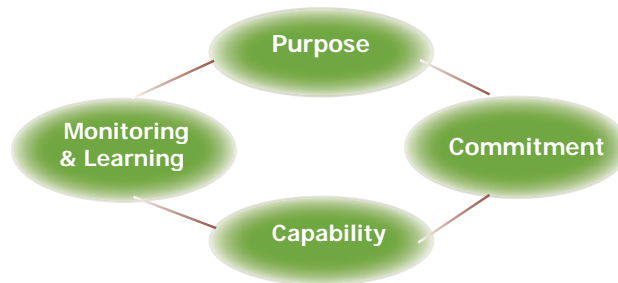 Purpose
Monitoring
& Learning
Commitment
Capability